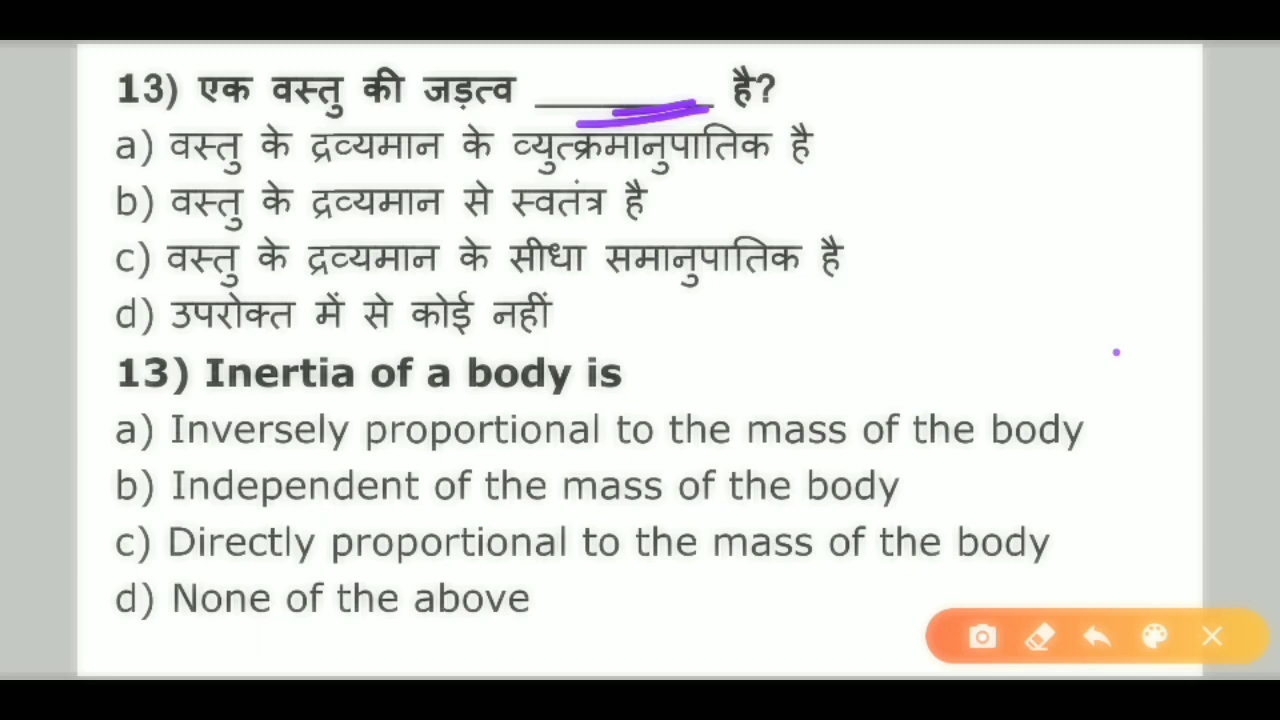 13) एक वस्तु की जड़त्व ________ है?
a) वस्तु के द्रव्यमान के व्युत्क्रमानुपातिक है
b) वस्तु के द्रव्यमान से स्वतंत्र है
c) वस्तु के द्रव्यमान के सीधा समानुपातिक है
d) उपरोक्त में से कोई नहीं
13) Inertia of a body is
a) Inversely proportional to the mass of the body
b) Independent of the mass of the body
c) Directly proportional to the mass of the body
d) None of the above